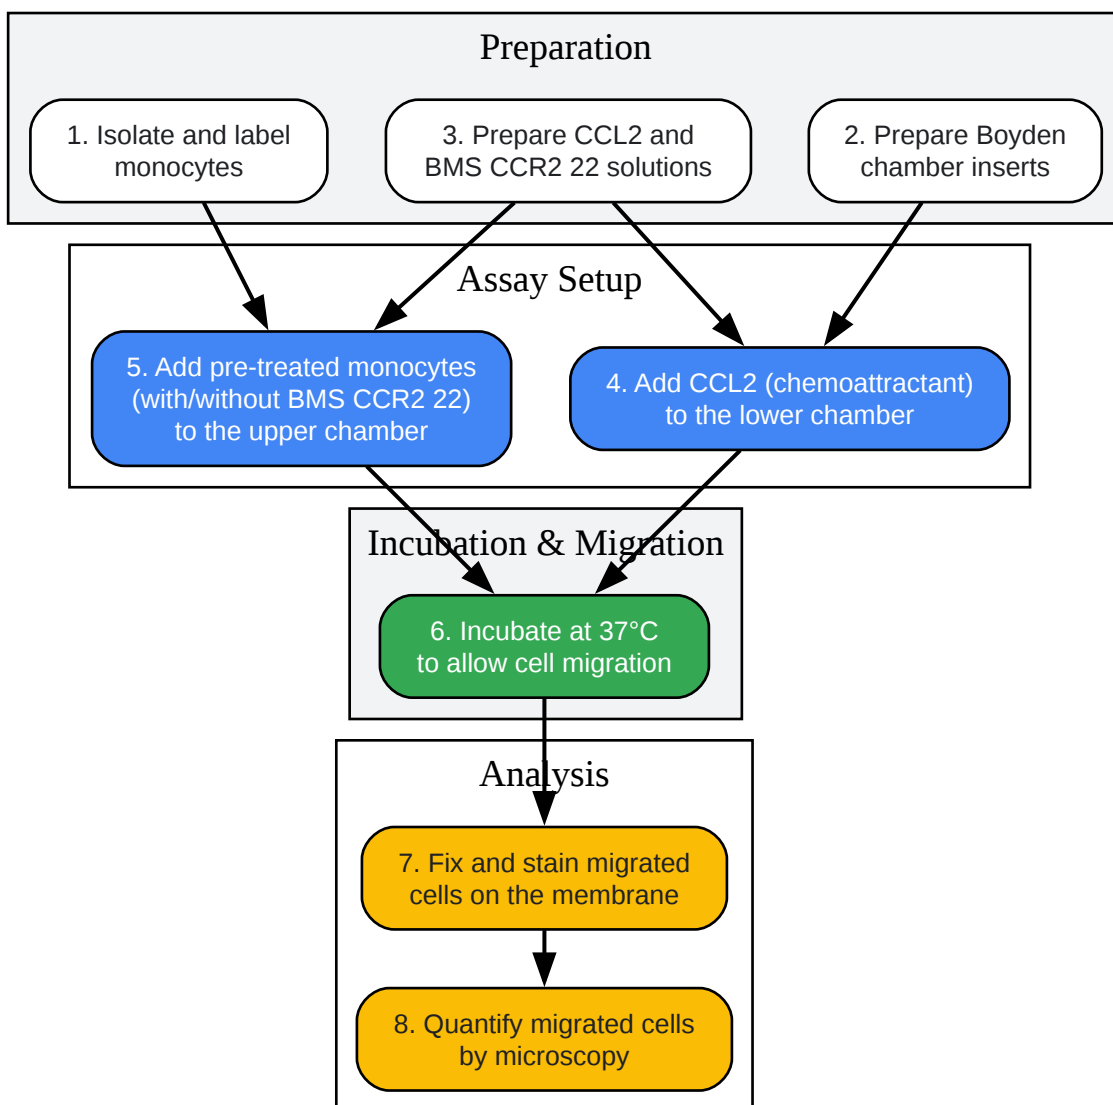 Preparation
1. Isolate and label
monocytes
3. Prepare CCL2 and
BMS CCR2 22 solutions
2. Prepare Boyden
chamber inserts
Assay Setup
5. Add pre-treated monocytes
(with/without BMS CCR2 22)
to the upper chamber
4. Add CCL2 (chemoattractant)
to the lower chamber
Incubation & Migration
6. Incubate at 37°C
to allow cell migration
Analysis
7. Fix and stain migrated
cells on the membrane
8. Quantify migrated cells
by microscopy